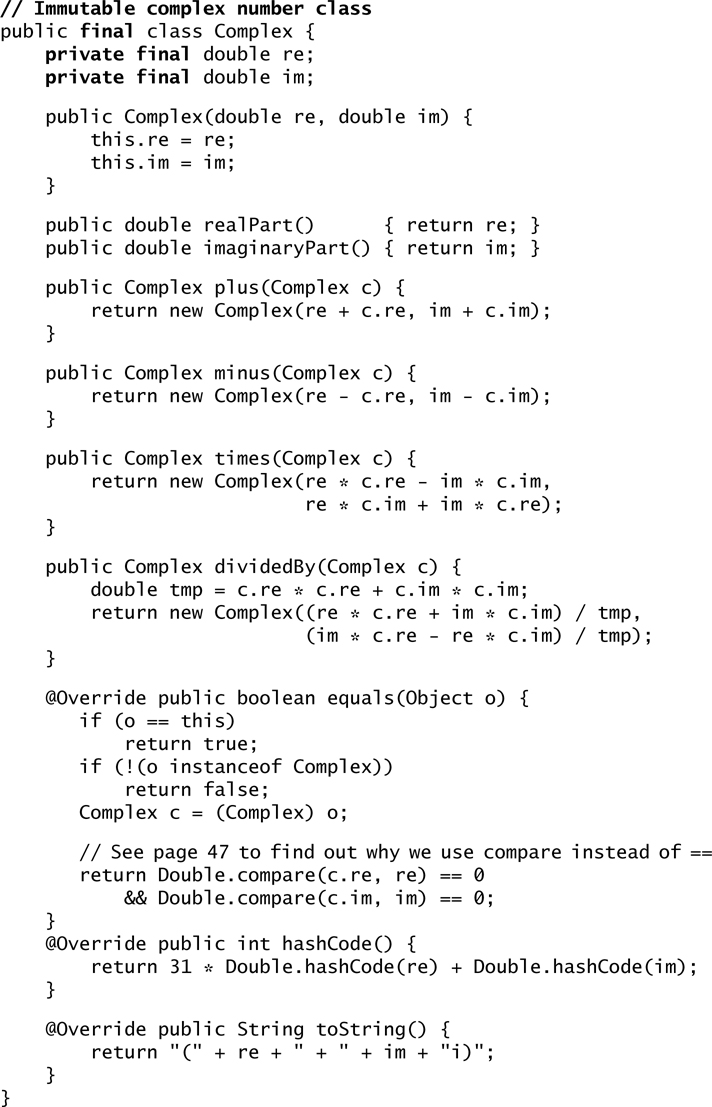 // Immutable complex number class
public final class Complex {
    private final double re;
    private final double im;

    public Complex(double re, double im) {
        this.re = re;
        this.im = im;
    }

    public double realPart()      { return re; }
    public double imaginaryPart() { return im; }

    public Complex plus(Complex c) {
        return new Complex(re + c.re, im + c.im);
    }

    public Complex minus(Complex c) {
        return new Complex(re - c.re, im - c.im);
    }

    public Complex times(Complex c) {
        return new Complex(re * c.re - im * c.im,
                           re * c.im + im * c.re);
    }

    public Complex dividedBy(Complex c) {
        double tmp = c.re * c.re + c.im * c.im;
        return new Complex((re * c.re + im * c.im) / tmp,
                           (im * c.re - re * c.im) / tmp);
    }

    @Override public boolean equals(Object o) {
       if (o == this)
           return true;
       if (!(o instanceof Complex))
           return false;
       Complex c = (Complex) o;

       // See page 47 to find out why we use compare instead of ==
       return Double.compare(c.re, re) == 0
           && Double.compare(c.im, im) == 0;
    }
    @Override public int hashCode() {
        return 31 * Double.hashCode(re) + Double.hashCode(im);
    }

    @Override public String toString() {
        return "(" + re + " + " + im + "i)";
    }
}